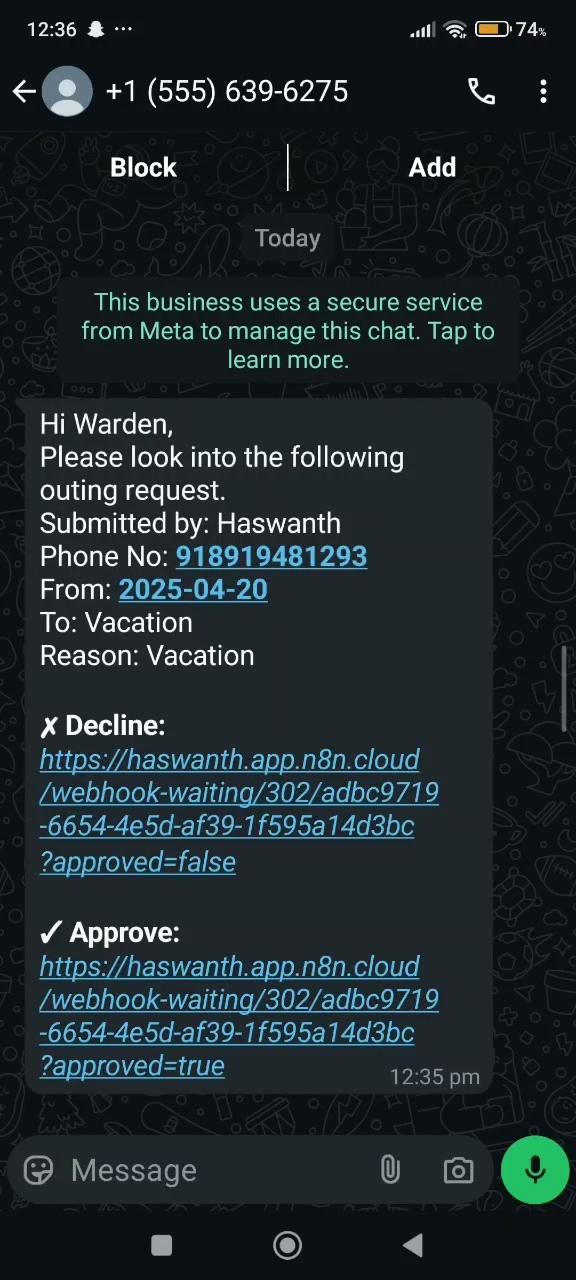 12:36 ... 74%
+1 (555) 639-6275
Block Add
Today
This business uses a secure service
from Meta to manage this chat. Tap to
learn more.
Hi Warden,
Please look into the following
outing request.
Submitted by: Haswanth
Phone No: 918919481293
From: 2025-04-20
To: Vacation
Reason: Vacation
✗ Decline:
https://haswanth.app.n8n.cloud
/webhook-waiting/302/adbc9719
-6654-4e5d-af39-1f595a14d3bc
?approved=false
✓ Approve:
https://haswanth.app.n8n.cloud
/webhook-waiting/302/adbc9719
-6654-4e5d-af39-1f595a14d3bc
?approved=true
12:35 pm
Message